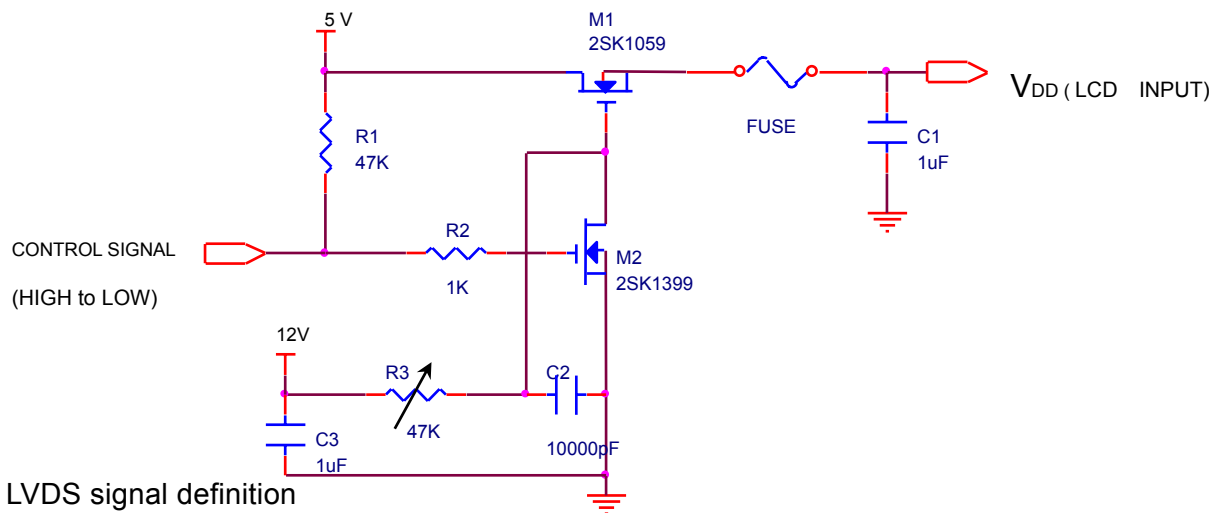 5 V
M1
2SK1059
VDD ( LCD INPUT)
FUSE
R1
47K
C1
1uF
R2
CONTROL SIGNAL
M2
1K
2SK1399
(HIGH to LOW)
12V
R3
C2
47K
10000pF
C3
1uF
LVDS signal definition